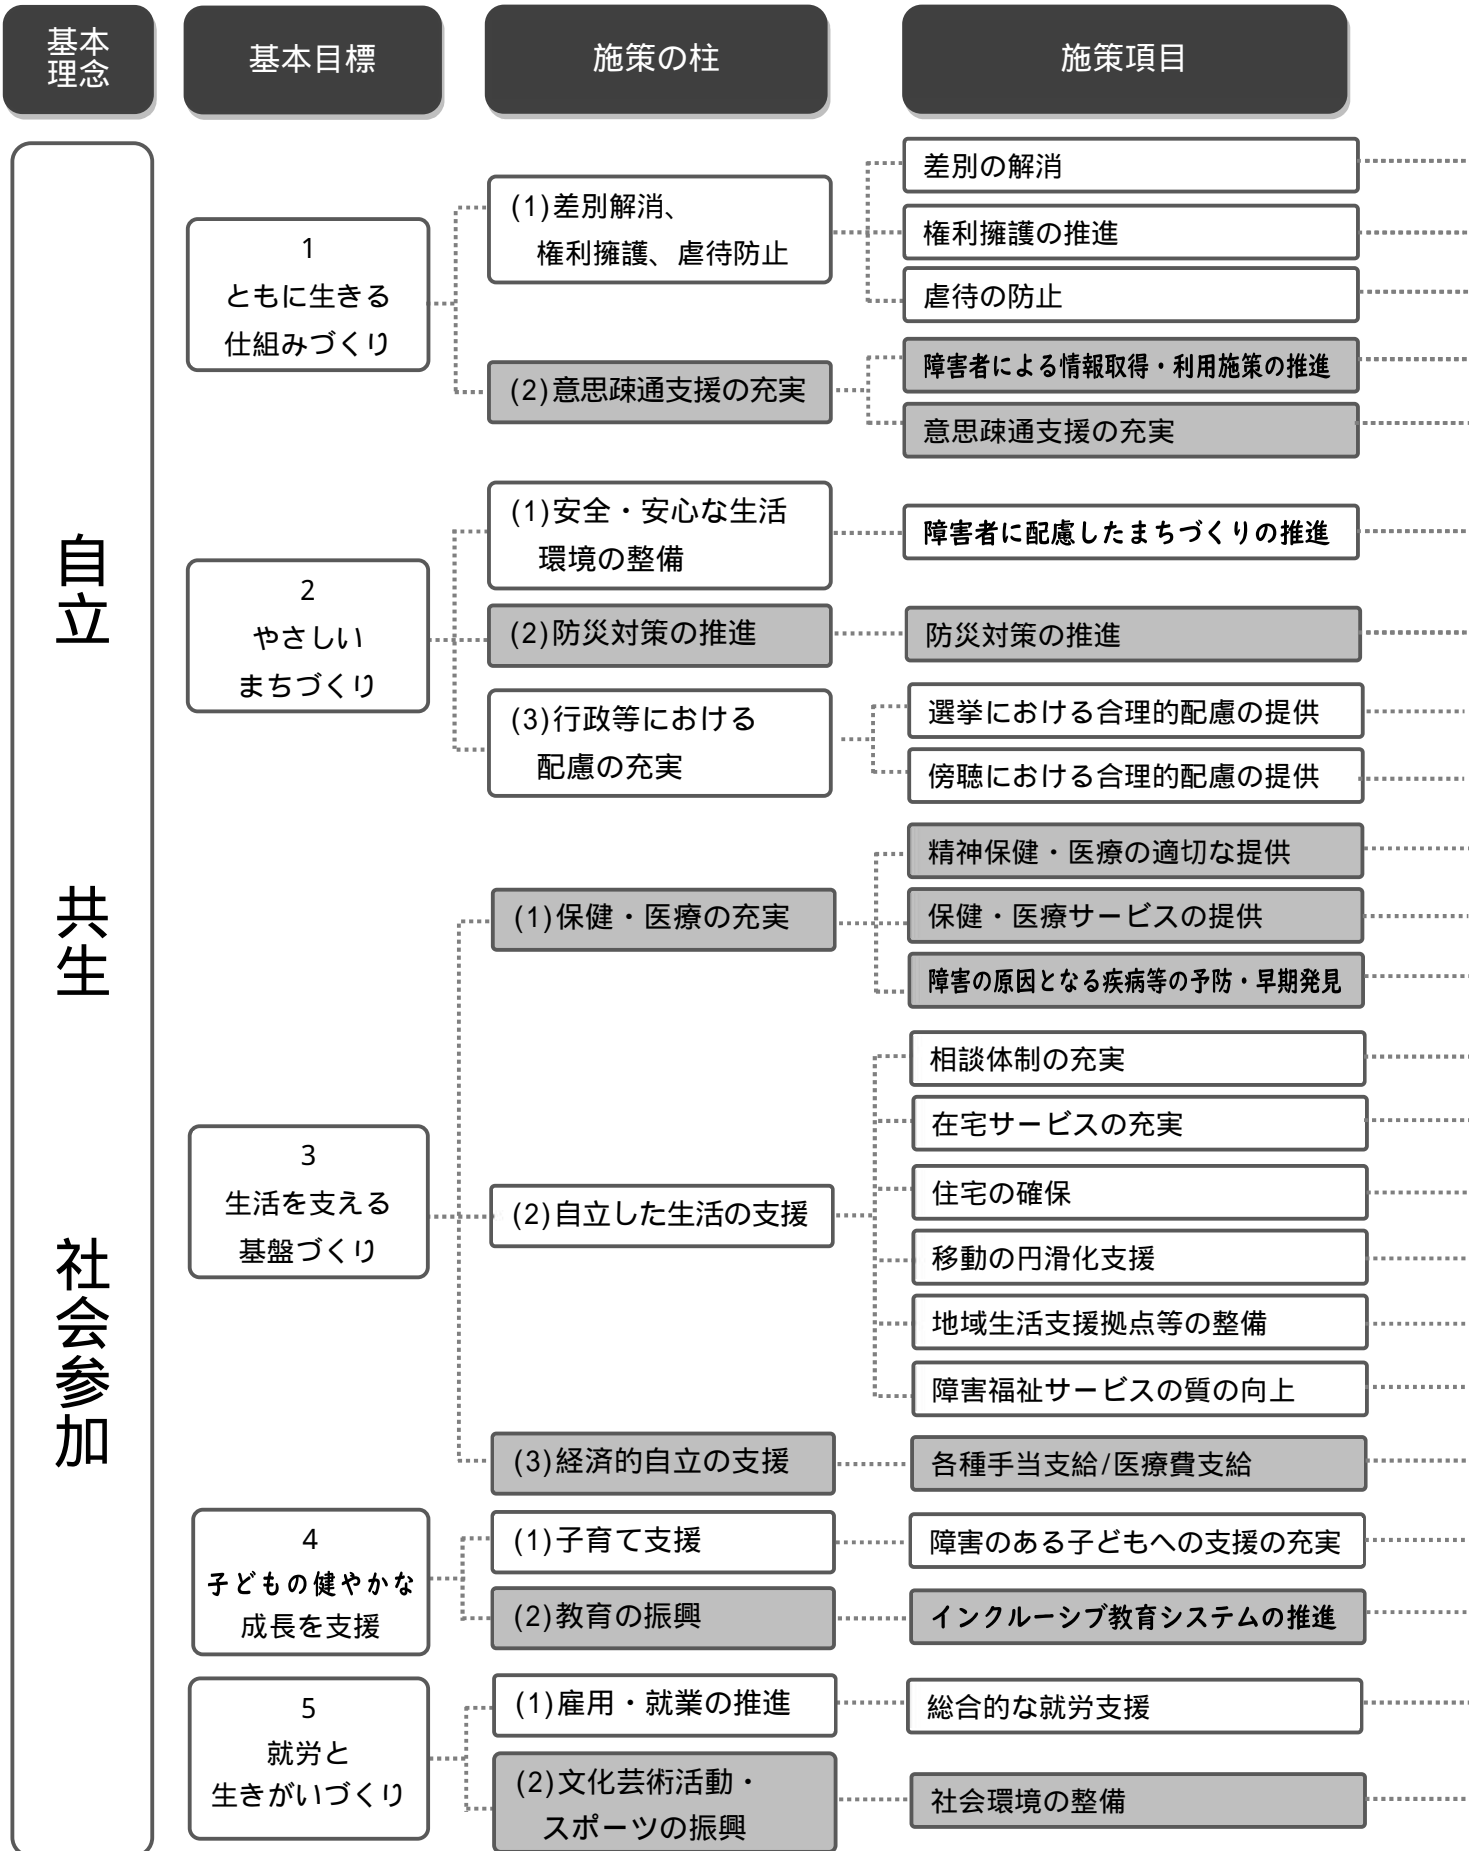 基本
理念
基本目標
施策の柱
施策項目
自立
共生
社会参加
1
ともに生きる
仕組みづくり
(1)差別解消、
権利擁護、虐待防止
差別の解消
権利擁護の推進
虐待の防止
(2)意思疎通支援の充実
障害者による情報取得・利用施策の推進
意思疎通支援の充実
2
やさしい
まちづくり
(1)安全・安心な生活
環境の整備
障害者に配慮したまちづくりの推進
(2)防災対策の推進
防災対策の推進
(3)行政等における
配慮の充実
選挙における合理的配慮の提供
傍聴における合理的配慮の提供
3
生活を支える
基盤づくり
(1)保健・医療の充実
精神保健・医療の適切な提供
保健・医療サービスの提供
障害の原因となる疾病等の予防・早期発見
(2)自立した生活の支援
相談体制の充実
在宅サービスの充実
住宅の確保
移動の円滑化支援
地域生活支援拠点等の整備
障害福祉サービスの質の向上
(3)経済的自立の支援
各種手当支給/医療費支給
4
子どもの健やかな
成長を支援
(1)子育て支援
障害のある子どもへの支援の充実
(2)教育の振興
インクルーシブ教育システムの推進
5
就労と
生きがいづくり
(1)雇用・就業の推進
総合的な就労支援
(2)文化芸術活動・
スポーツの振興
社会環境の整備